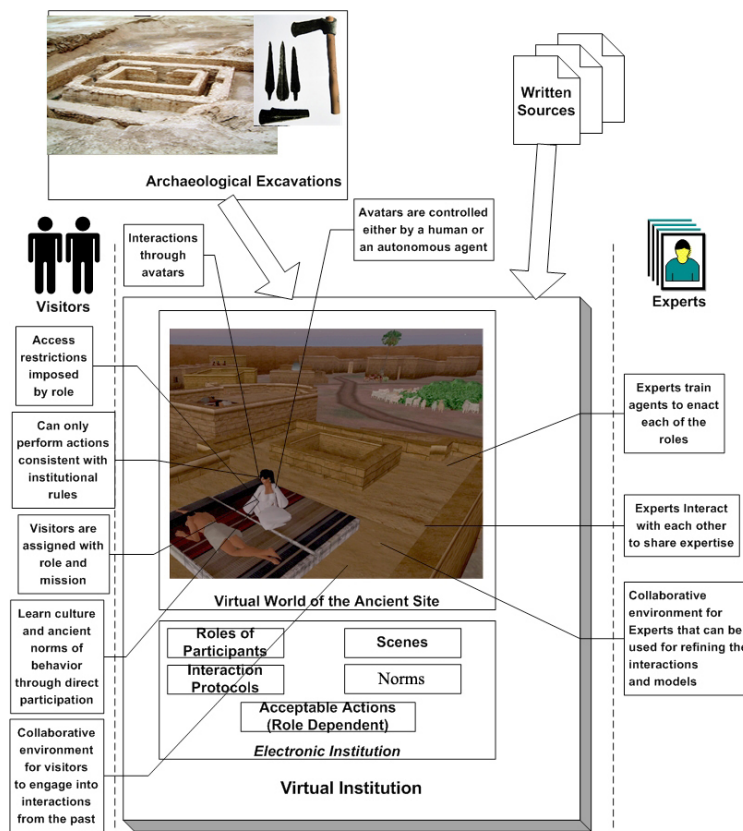 Archaeological Excavations
Written
Sources
Visitors
Interactions
through
avatars
Avatars are controlled
either by a human or
an autonomous agent
Experts
Access
restrictions
imposed by role
Can only
perform actions
consistent with
institutional
rules
Visitors are
assigned with
role and
mission
Learn culture
and ancient
norms of
behavior
through direct
participation
Collaborative
environment
for visitors
to engage into
interactions
from the past
Virtual World of the Ancient Site
Roles of
Participants
Scenes
Interaction
Protocols
Norms
Acceptable Actions
(Role Dependent)
Electronic Institution
Virtual Institution
Experts train
agents to enact
each of the
roles
Experts Interact
with each other
to share expertise
Collaborative
environment for
Experts that can be
used for refining the
interactions
and models